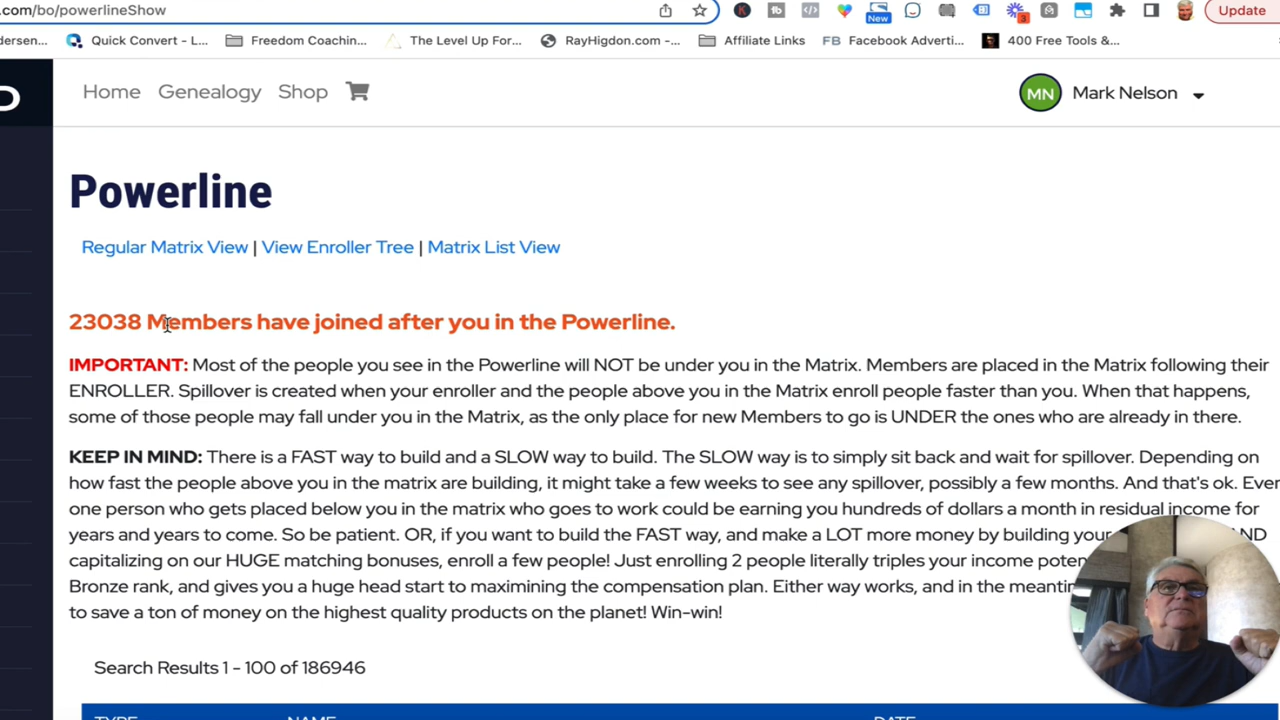 .com/bo/powerlineShow
New
3
Update
dersen...
Quick Convert - L...
Freedom Coachin...
The Level Up For...
RayHigdon.com -...
Affiliate Links
FB Facebook Adverti...
400 Free Tools &...
Home
Genealogy
Shop
MN Mark Nelson
Powerline
Regular Matrix View | View Enroller Tree | Matrix List View
23038 Members have joined after you in the Powerline.
IMPORTANT: Most of the people you see in the Powerline will NOT be under you in the Matrix. Members are placed in the Matrix following their
ENROLLER. Spillover is created when your enroller and the people above you in the Matrix enroll people faster than you. When that happens,
some of those people may fall under you in the Matrix, as the only place for new Members to go is UNDER the ones who are already in there.
KEEP IN MIND: There is a FAST way to build and a SLOW way to build. The SLOW way is to simply sit back and wait for spillover. Depending on
how fast the people above you in the matrix are building, it might take a few weeks to see any spillover, possibly a few months. And that's ok. Ever
one person who gets placed below you in the matrix who goes to work could be earning you hundreds of dollars a month in residual income for
years and years to come. So be patient. OR, if you want to build the FAST way, and make a LOT more money by building your ND
capitalizing on our HUGE matching bonuses, enroll a few people! Just enrolling 2 people literally triples your income poten
Bronze rank, and gives you a huge head start to maximining the compensation plan. Either way works, and in the meantin
to save a ton of money on the highest quality products on the planet! Win-win!
Search Results 1 - 100 of 186946
TYPE NAME DATE